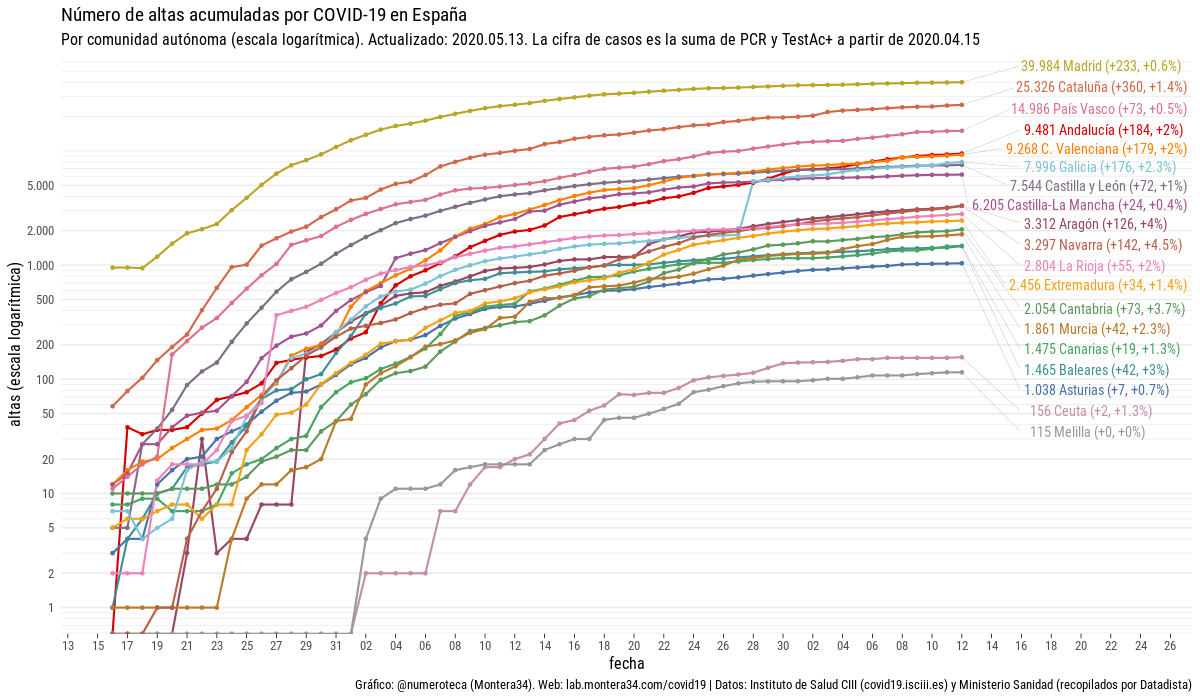 Número de altas acumuladas por COVID-19 en España
Por comunidad autónoma (escala logarítmica). Actualizado: 2020.05.13. La cifra de casos es la suma de PCR y TestAc+ a partir de 2020.04.15
39.984 Madrid (+233, +0.6%)
25.326 Cataluña (+360, +1.4%)
14.986 País Vasco (+73, +0.5%)
9.481 Andalucía (+184, +2%)
9.268 C. Valenciana (+179, +2%)
7.996 Galicia (+176, +2.3%)
7.544 Castilla y León (+72, +1%)
6.205 Castilla-La Mancha (+24, +0.4%)
3.312 Aragón (+126, +4%)
3.297 Navarra (+142, +4.5%)
2.804 La Rioja (+55, +2%)
2.456 Extremadura (+34, +1.4%)
2.054 Cantabria (+73, +3.7%)
1.861 Murcia (+42, +2.3%)
1.475 Canarias (+19, +1.3%)
1.465 Baleares (+42, +3%)
1.038 Asturias (+7, +0.7%)
156 Ceuta (+2, +1.3%)
115 Melilla (+0, +0%)
altas (escala logarítmica)
5.000
2.000
1.000
500
200
100
50
20
10
5
2
1
13 15 17 19 21 23 25 27 29 31 02 04 06 08 10 12 14 16 18 20 22 24 26 28 30 02 04 06 08 10 12 14 16 18 20 22 24 26
fecha
Gráfico: @numeroteca (Montera34). Web: lab.montera34.com/covid19 | Datos: Instituto de Salud CIII (covid19.isciii.es) y Ministerio Sanidad (recopilados por Datadista)